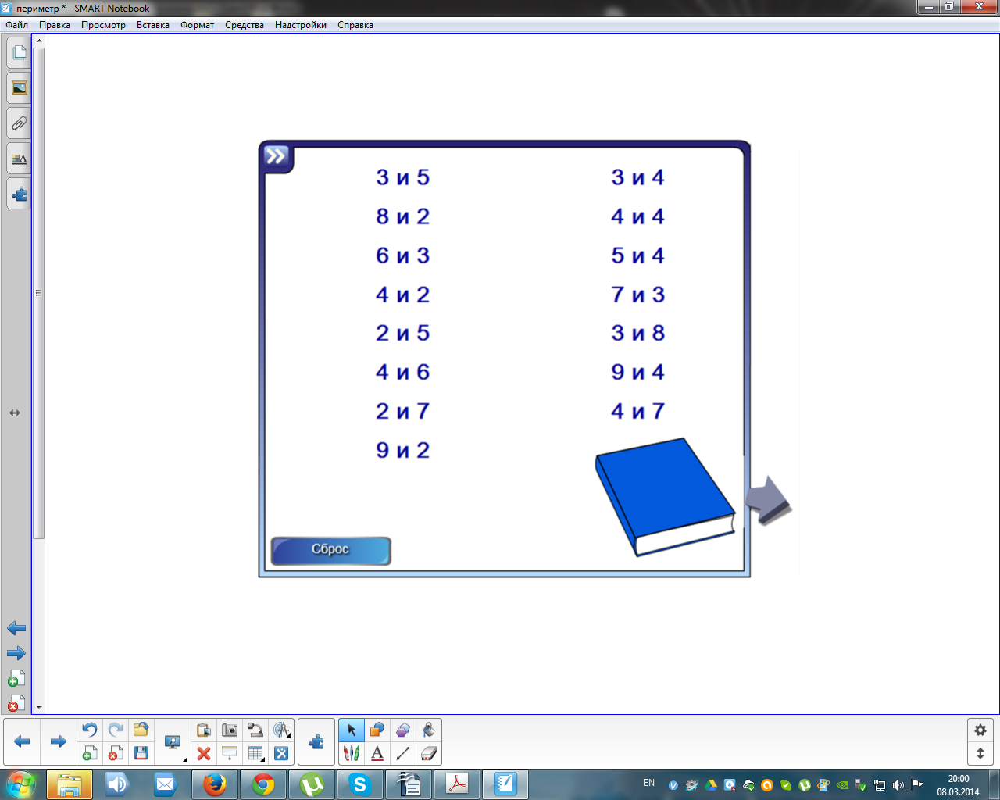 периметр * - SMART Notebook
Файл Правка Просмотр Вставка Формат Средства Надстройки Справка
3 и 5
8 и 2
6 и 3
4 и 2
2 и 5
4 и 6
2 и 7
9 и 2
3 и 4
4 и 4
5 и 4
7 и 3
3 и 8
9 и 4
4 и 7
Сброс
EN
20:00
08.03.2014